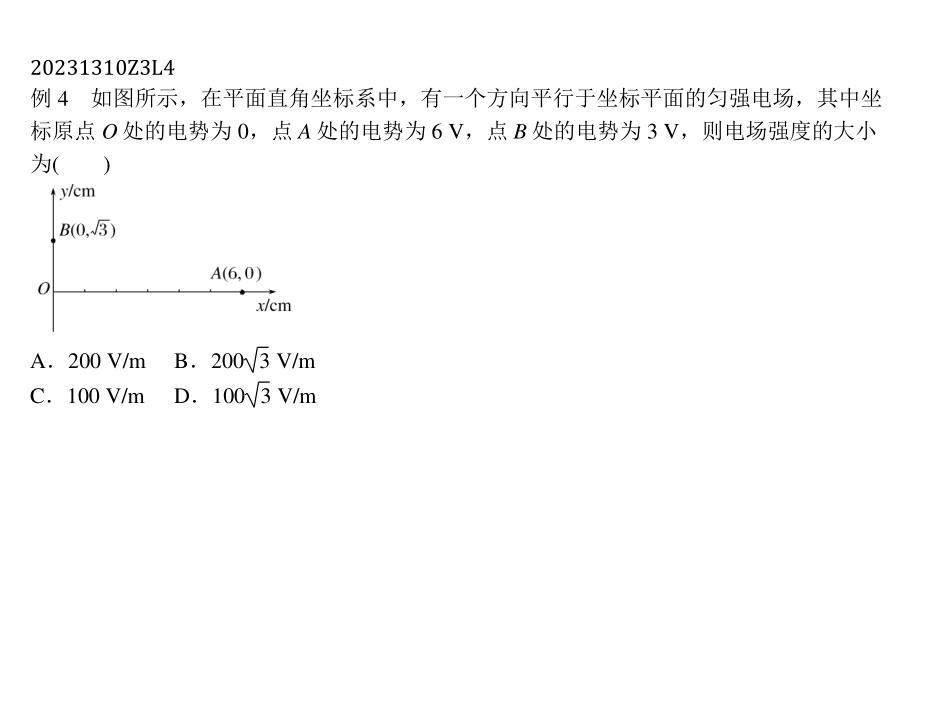 20231310Z3L4
例 4　如图所示，在平面直角坐标系中，有一个方向平行于坐标平面的匀强电场，其中坐
标原点 O 处的电势为 0，点 A 处的电势为 6 V，点 B 处的电势为 3 V，则电场强度的大小
为(　　)
y/cm
B(0,√3)
A(6,0)
O
x/cm
A．200 V/m　B．200√3 V/m
C．100 V/m　D．100√3 V/m